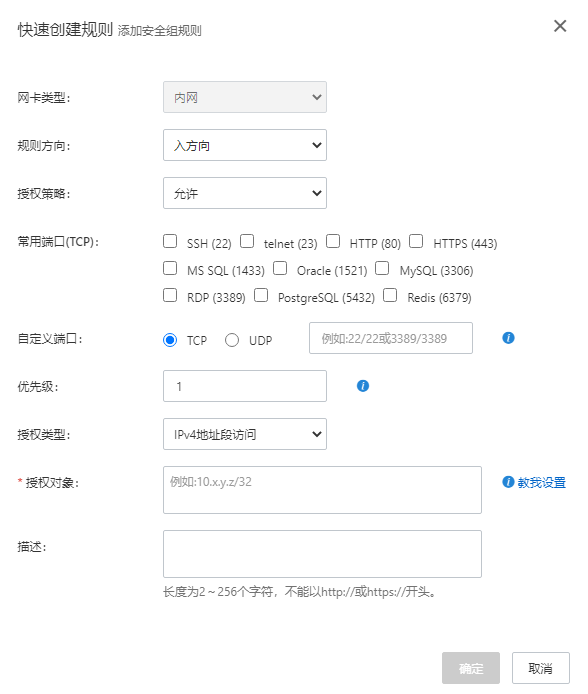 快速创建规则 添加安全组规则
网卡类型： 内网
规则方向： 入方向
授权策略： 允许
常用端口(TCP)： SSH (22) telnet (23) HTTP (80) HTTPS (443)
MS SQL (1433) Oracle (1521) MySQL (3306)
RDP (3389) PostgreSQL (5432) Redis (6379)
自定义端口： TCP UDP 例如:22/22或3389/3389
优先级： 1
授权类型： IPv4地址段访问
* 授权对象： 例如:10.x.y.z/32 教我设置
描述：
长度为2～256个字符，不能以http://或https://开头。
确定 取消